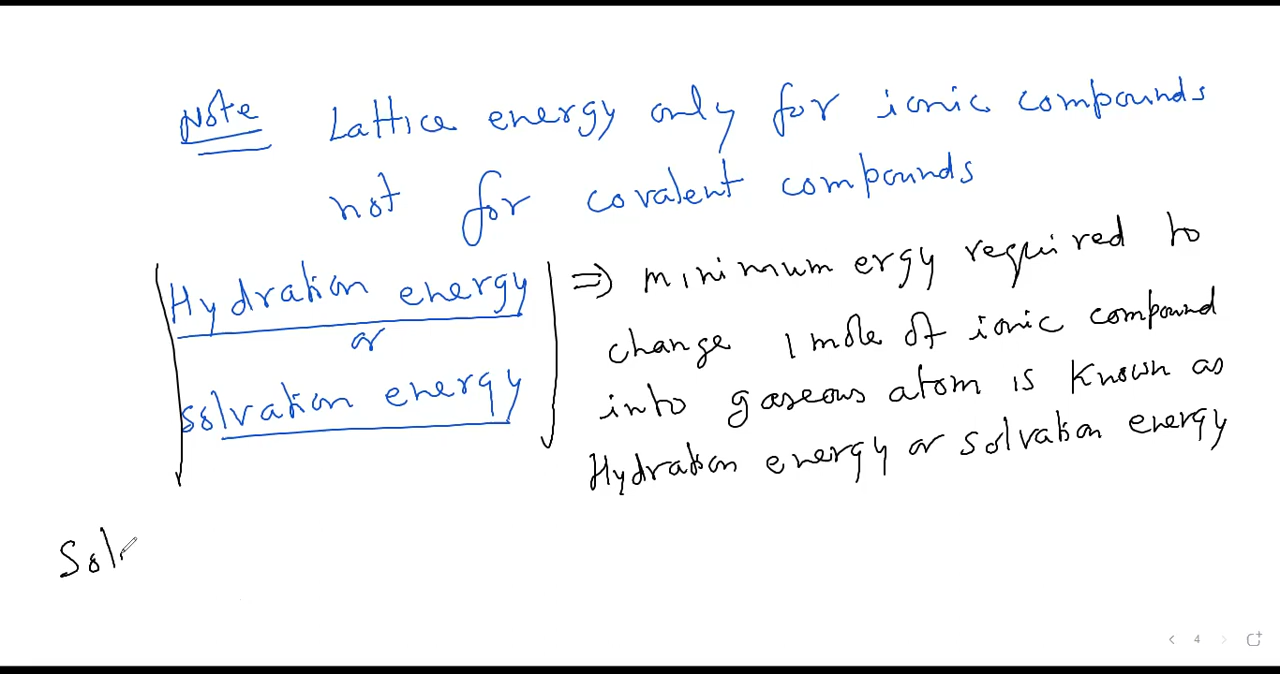 Note Lattice energy only for ionic compounds
not for covalent compounds
Hydration energy
or
solvation energy
⇒ minimum ergy required to
change 1 mole of ionic compound
into gaseous atom is known as
Hydration energy or solvation energy
Sol
4